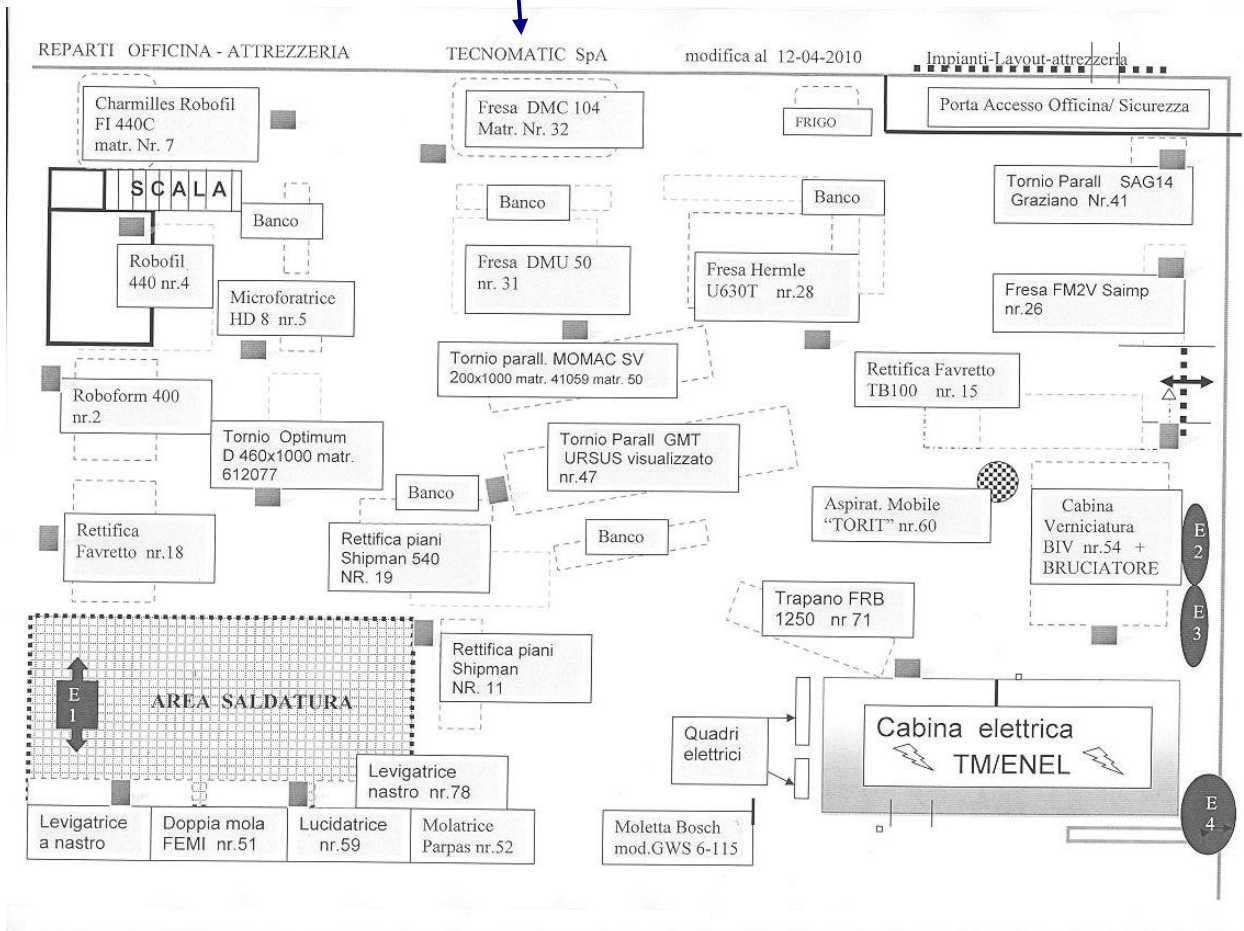 REPARTI OFFICINA - ATTREZZERIA
TECNOMATIC SpA
modifica al 12-04-2010
Impianti-Layout-attrezzeria
Charmilles Robofil
FI 440C
matr. Nr. 7
Fresa DMC 104
Matr. Nr. 32
FRIGO
Porta Accesso Officina/ Sicurezza
SCALA
Banco
Banco
Banco
Tornio Parall SAG14
Graziano Nr.41
Robofil
440 nr.4
Microforatrice
HD 8 nr.5
Fresa DMU 50
nr. 31
Fresa Hermle
U630T nr.28
Fresa FM2V Saimp
nr.26
Tornio parall. MOMAC SV
200x1000 matr. 41059 matr. 50
Rettifica Favretto
TB100 nr. 15
Roboform 400
nr.2
Tornio Optimum
D 460x1000 matr.
612077
Tornio Parall GMT
URSUS visualizzato
nr.47
Banco
Aspirat. Mobile
“TORIT” nr.60
Cabina
Verniciatura
BIV nr.54 +
BRUCIATORE
E
2
Rettifica
Favretto nr.18
Rettifica piani
Shipman 540
NR. 19
Banco
Trapano FRB
1250 nr 71
E
3
Rettifica piani
Shipman
NR. 11
E
1
AREA SALDATURA
Quadri
elettrici
Cabina elettrica
TM/ENEL
Levigatrice
nastro nr.78
E
4
Levigatrice
a nastro
Doppia mola
FEMI nr.51
Lucidatrice
nr.59
Molatrice
Parpas nr.52
Moletta Bosch
mod.GWS 6-115